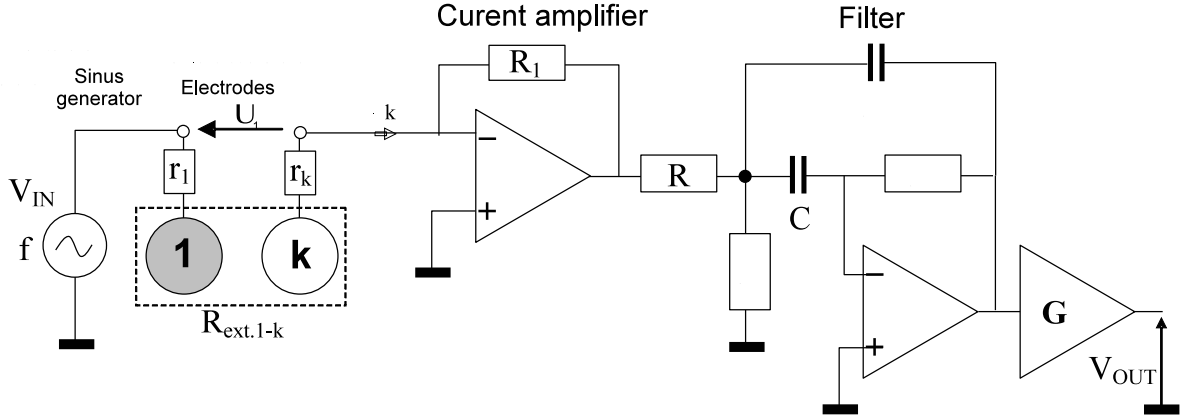 Curent amplifier
Filter
Sinus
generator
Electrodes
U1
k
R1
r1
rk
VIN
f
1
k
Rext.1-k
R
C
G
VOUT